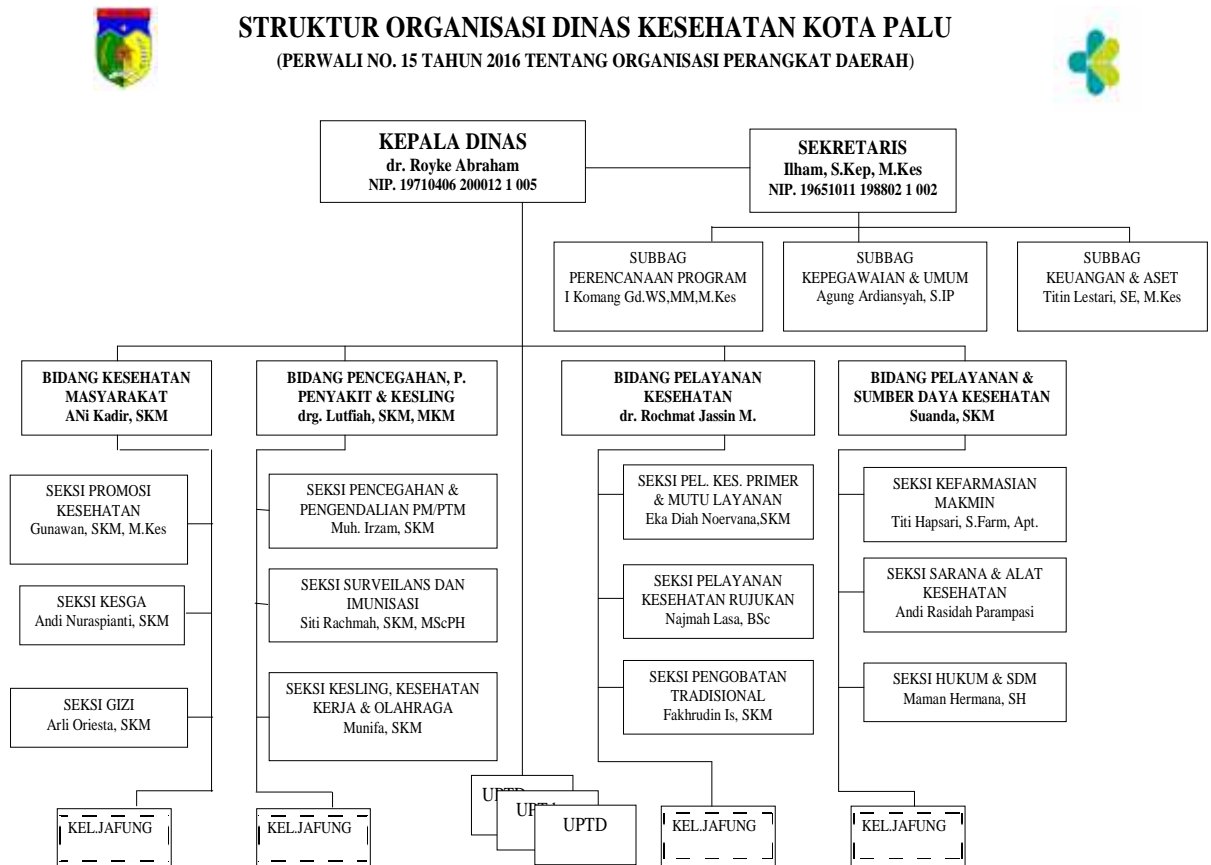 STRUKTUR ORGANISASI DINAS KESEHATAN KOTA PALU
(PERWALI NO. 15 TAHUN 2016 TENTANG ORGANISASI PERANGKAT DAERAH)
KEPALA DINAS
dr. Royke Abraham
NIP. 19710406 200012 1 005
SEKRETARIS
Ilham, S.Kep, M.Kes
NIP. 19651011 198802 1 002
SUBBAG
PERENCANAAN PROGRAM
I Komang Gd.WS,MM,M.Kes
SUBBAG
KEPEGAWAIAN & UMUM
Agung Ardiansyah, S.IP
SUBBAG
KEUANGAN & ASET
Titin Lestari, SE, M.Kes
BIDANG KESEHATAN
MASYARAKAT
ANi Kadir, SKM
BIDANG PENCEGAHAN, P.
PENYAKIT & KESLING
drg. Lutfiah, SKM, MKM
BIDANG PELAYANAN
KESEHATAN
dr. Rochmat Jassin M.
BIDANG PELAYANAN &
SUMBER DAYA KESEHATAN
Suanda, SKM
SEKSI PROMOSI
KESEHATAN
Gunawan, SKM, M.Kes
SEKSI KESGA
Andi Nuraspianti, SKM
SEKSI GIZI
Arli Oriesta, SKM
SEKSI PENCEGAHAN &
PENGENDALIAN PM/PTM
Muh. Irzam, SKM
SEKSI SURVEILANS DAN
IMUNISASI
Siti Rachmah, SKM, MScPH
SEKSI KESLING, KESEHATAN
KERJA & OLAHRAGA
Munifa, SKM
SEKSI PEL. KES. PRIMER
& MUTU LAYANAN
Eka Diah Noervana,SKM
SEKSI PELAYANAN
KESEHATAN RUJUKAN
Najmah Lasa, BSc
SEKSI PENGOBATAN
TRADISIONAL
Fakhrudin Is, SKM
SEKSI KEFARMASIAN
MAKMIN
Titi Hapsari, S.Farm, Apt.
SEKSI SARANA & ALAT
KESEHATAN
Andi Rasidah Parampasi
SEKSI HUKUM & SDM
Maman Hermana, SH
KEL.JAFUNG
KEL.JAFUNG
UPTD
KEL.JAFUNG
KEL.JAFUNG